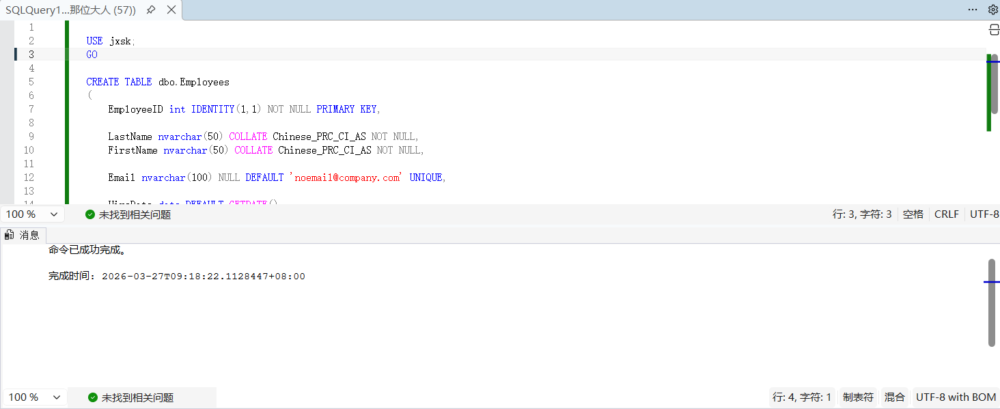 SQLQuery1...那位大人 (57))
1
2 USE jxsk;
3 GO
4
5 CREATE TABLE dbo.Employees
6 (
7 EmployeeID int IDENTITY(1,1) NOT NULL PRIMARY KEY,
8
9 LastName nvarchar(50) COLLATE Chinese_PRC_CI_AS NOT NULL,
10 FirstName nvarchar(50) COLLATE Chinese_PRC_CI_AS NOT NULL,
11
12 Email nvarchar(100) NULL DEFAULT 'noemail@company.com' UNIQUE,
13
14 HireDate date DEFAULT GETDATE()
100 % 未找到相关问题 行: 3, 字符: 3 空格 CRLF UTF-8
消息
命令已成功完成。
完成时间: 2026-03-27T09:18:22.1128447+08:00
100 % 未找到相关问题 行: 4, 字符: 1 制表符 混合 UTF-8 with BOM